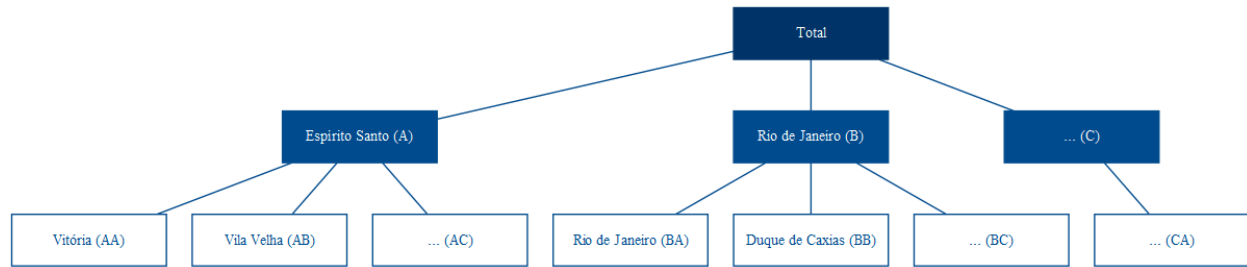 Total
Espírito Santo (A)
Rio de Janeiro (B)
... (C)
Vitória (AA)
Vila Velha (AB)
... (AC)
Rio de Janeiro (BA)
Duque de Caxias (BB)
... (BC)
... (CA)